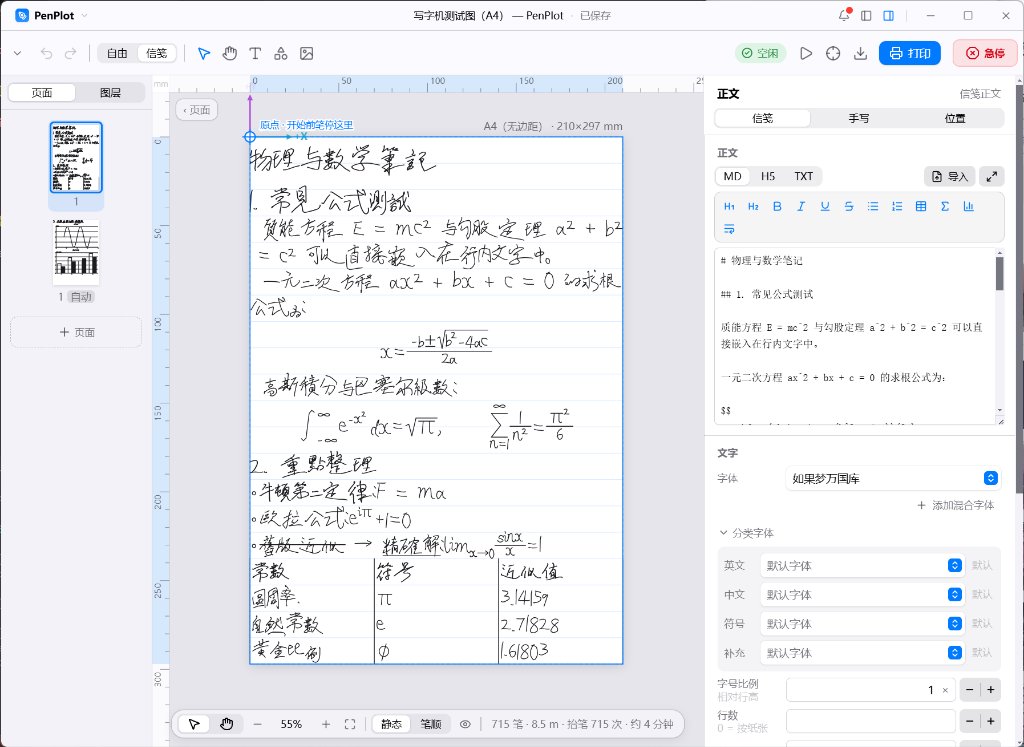 PenPlot
写字机测试图（A4） — PenPlot · 已保存
自由 信笺
空闲
打印
急停
页面 图层
1
1 自动
+ 页面
mm 0 50 100 150 200 25
0
50
100
150
200
250
300
‹ 页面
原点 · 开始前笔停这里
+X
A4（无边距） · 210×297 mm
物理与数学筆記
1. 常見公式測試
質能方程 E = mc² 与勾股定理 a² + b²
= c² 可以直接嵌入在行内文字中。
一元二次方程 ax² + bx + c = 0 的求根
公式为:
x = (-b±√(b²-4ac))/(2a)
高斯積分与巴塞尔級数:
∫_{-∞}^{∞} e^{-x²} dx=√π, ∑_{n=1}^{∞} 1/n² = π²/6
2. 重點整理
•牛頓第二定律:F = ma
•欧拉公式:e^{iπ}+1=0
•舊版近似 → 精確解:lim_{x→0} sinx/x=1
常数 符号 近似值
圆周率 π 3.14159
自然常数 e 2.71828
黄金比例 φ 1.61803
55%
静态 笔顺
715 笔 · 8.5 m · 抬笔 715 次 · 约 4 分钟
正文 信笺正文
信笺 手写 位置
正文
MD H5 TXT 导入
H₁ H₂ B I U S
# 物理与数学笔记
## 1. 常见公式测试
质能方程 E = mc^2 与勾股定理 a^2 + b^2 = c^2 可以直
接嵌入在行内文字中。
一元二次方程 ax^2 + bx + c = 0 的求根公式为:
$$
文字
字体 如果梦万国库
+ 添加混合字体
分类字体
英文 默认字体 默认
中文 默认字体 默认
符号 默认字体 默认
补充 默认字体 默认
字号比例 1 × − +
相对行高
行数 − +
0 = 按纸张